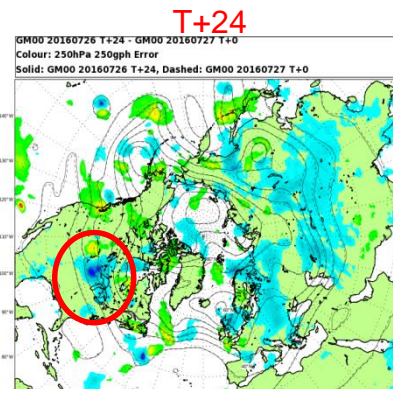 T+24
GM00 20160726 T+24 - GM00 20160727 T+0
Colour: 250hPa 250gph Error
Solid: GM00 20160726 T+24, Dashed: GM00 20160727 T+0